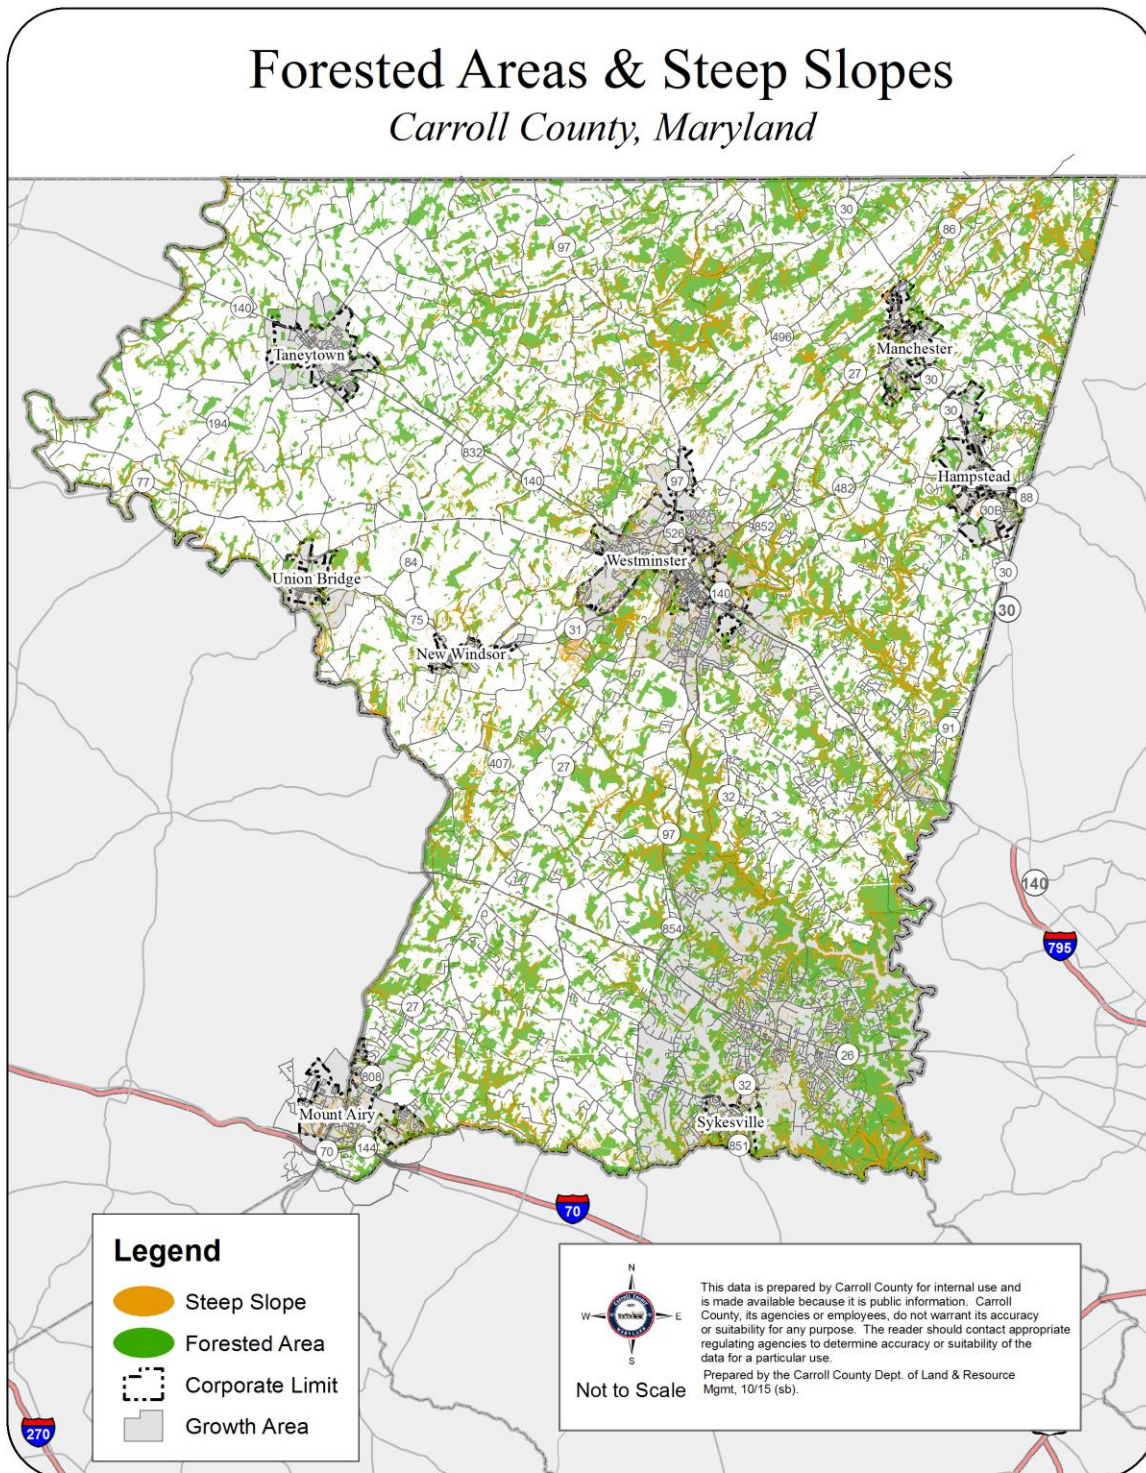 Forested Areas & Steep Slopes
Carroll County, Maryland
30
86
97
140
496
Taneytown
Manchester
27
30
30
194
832
Hampstead
77
140
97
482
88
30B
526
852
Westminster
84
30
Union Bridge
140
30
75
31
New Windsor
91
407
27
32
97
140
854
795
27
26
808
32
Mount Airy
Sykesville
70
144
851
70
Legend
Steep Slope
Forested Area
Corporate Limit
Growth Area
270
N
W
E
S
Not to Scale
This data is prepared by Carroll County for internal use and
is made available because it is public information. Carroll
County, its agencies or employees, do not warrant its accuracy
or suitability for any purpose. The reader should contact appropriate
regulating agencies to determine accuracy or suitability of the
data for a particular use.
Prepared by the Carroll County Dept. of Land & Resource
Mgmt, 10/15 (sb).